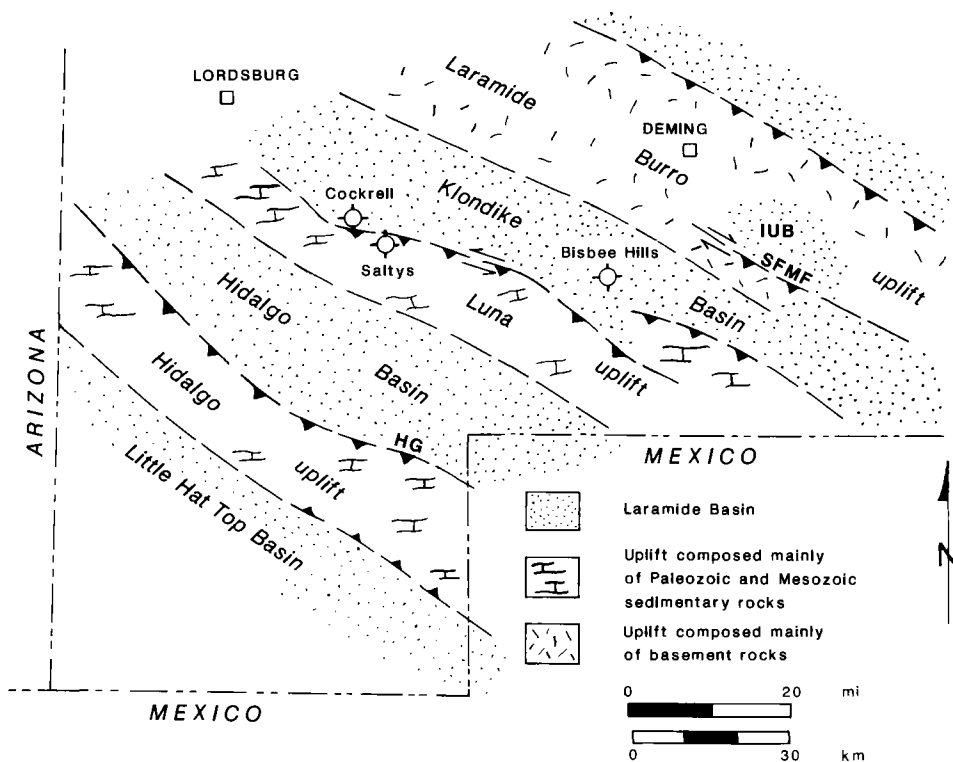 LORDSBURG
Laramide
DEMING
Burro
uplift
Cockrell
Klondike
IUB
Saltys
Bisbee Hills
SFMF
Basin
Luna
uplift
Hidalgo
Basin
Hidalgo
HG
uplift
Little Hat Top Basin
ARIZONA
MEXICO
MEXICO
N
Laramide Basin
Uplift composed mainly
of Paleozoic and Mesozoic
sedimentary rocks
Uplift composed mainly
of basement rocks
0 20 mi
0 30 km